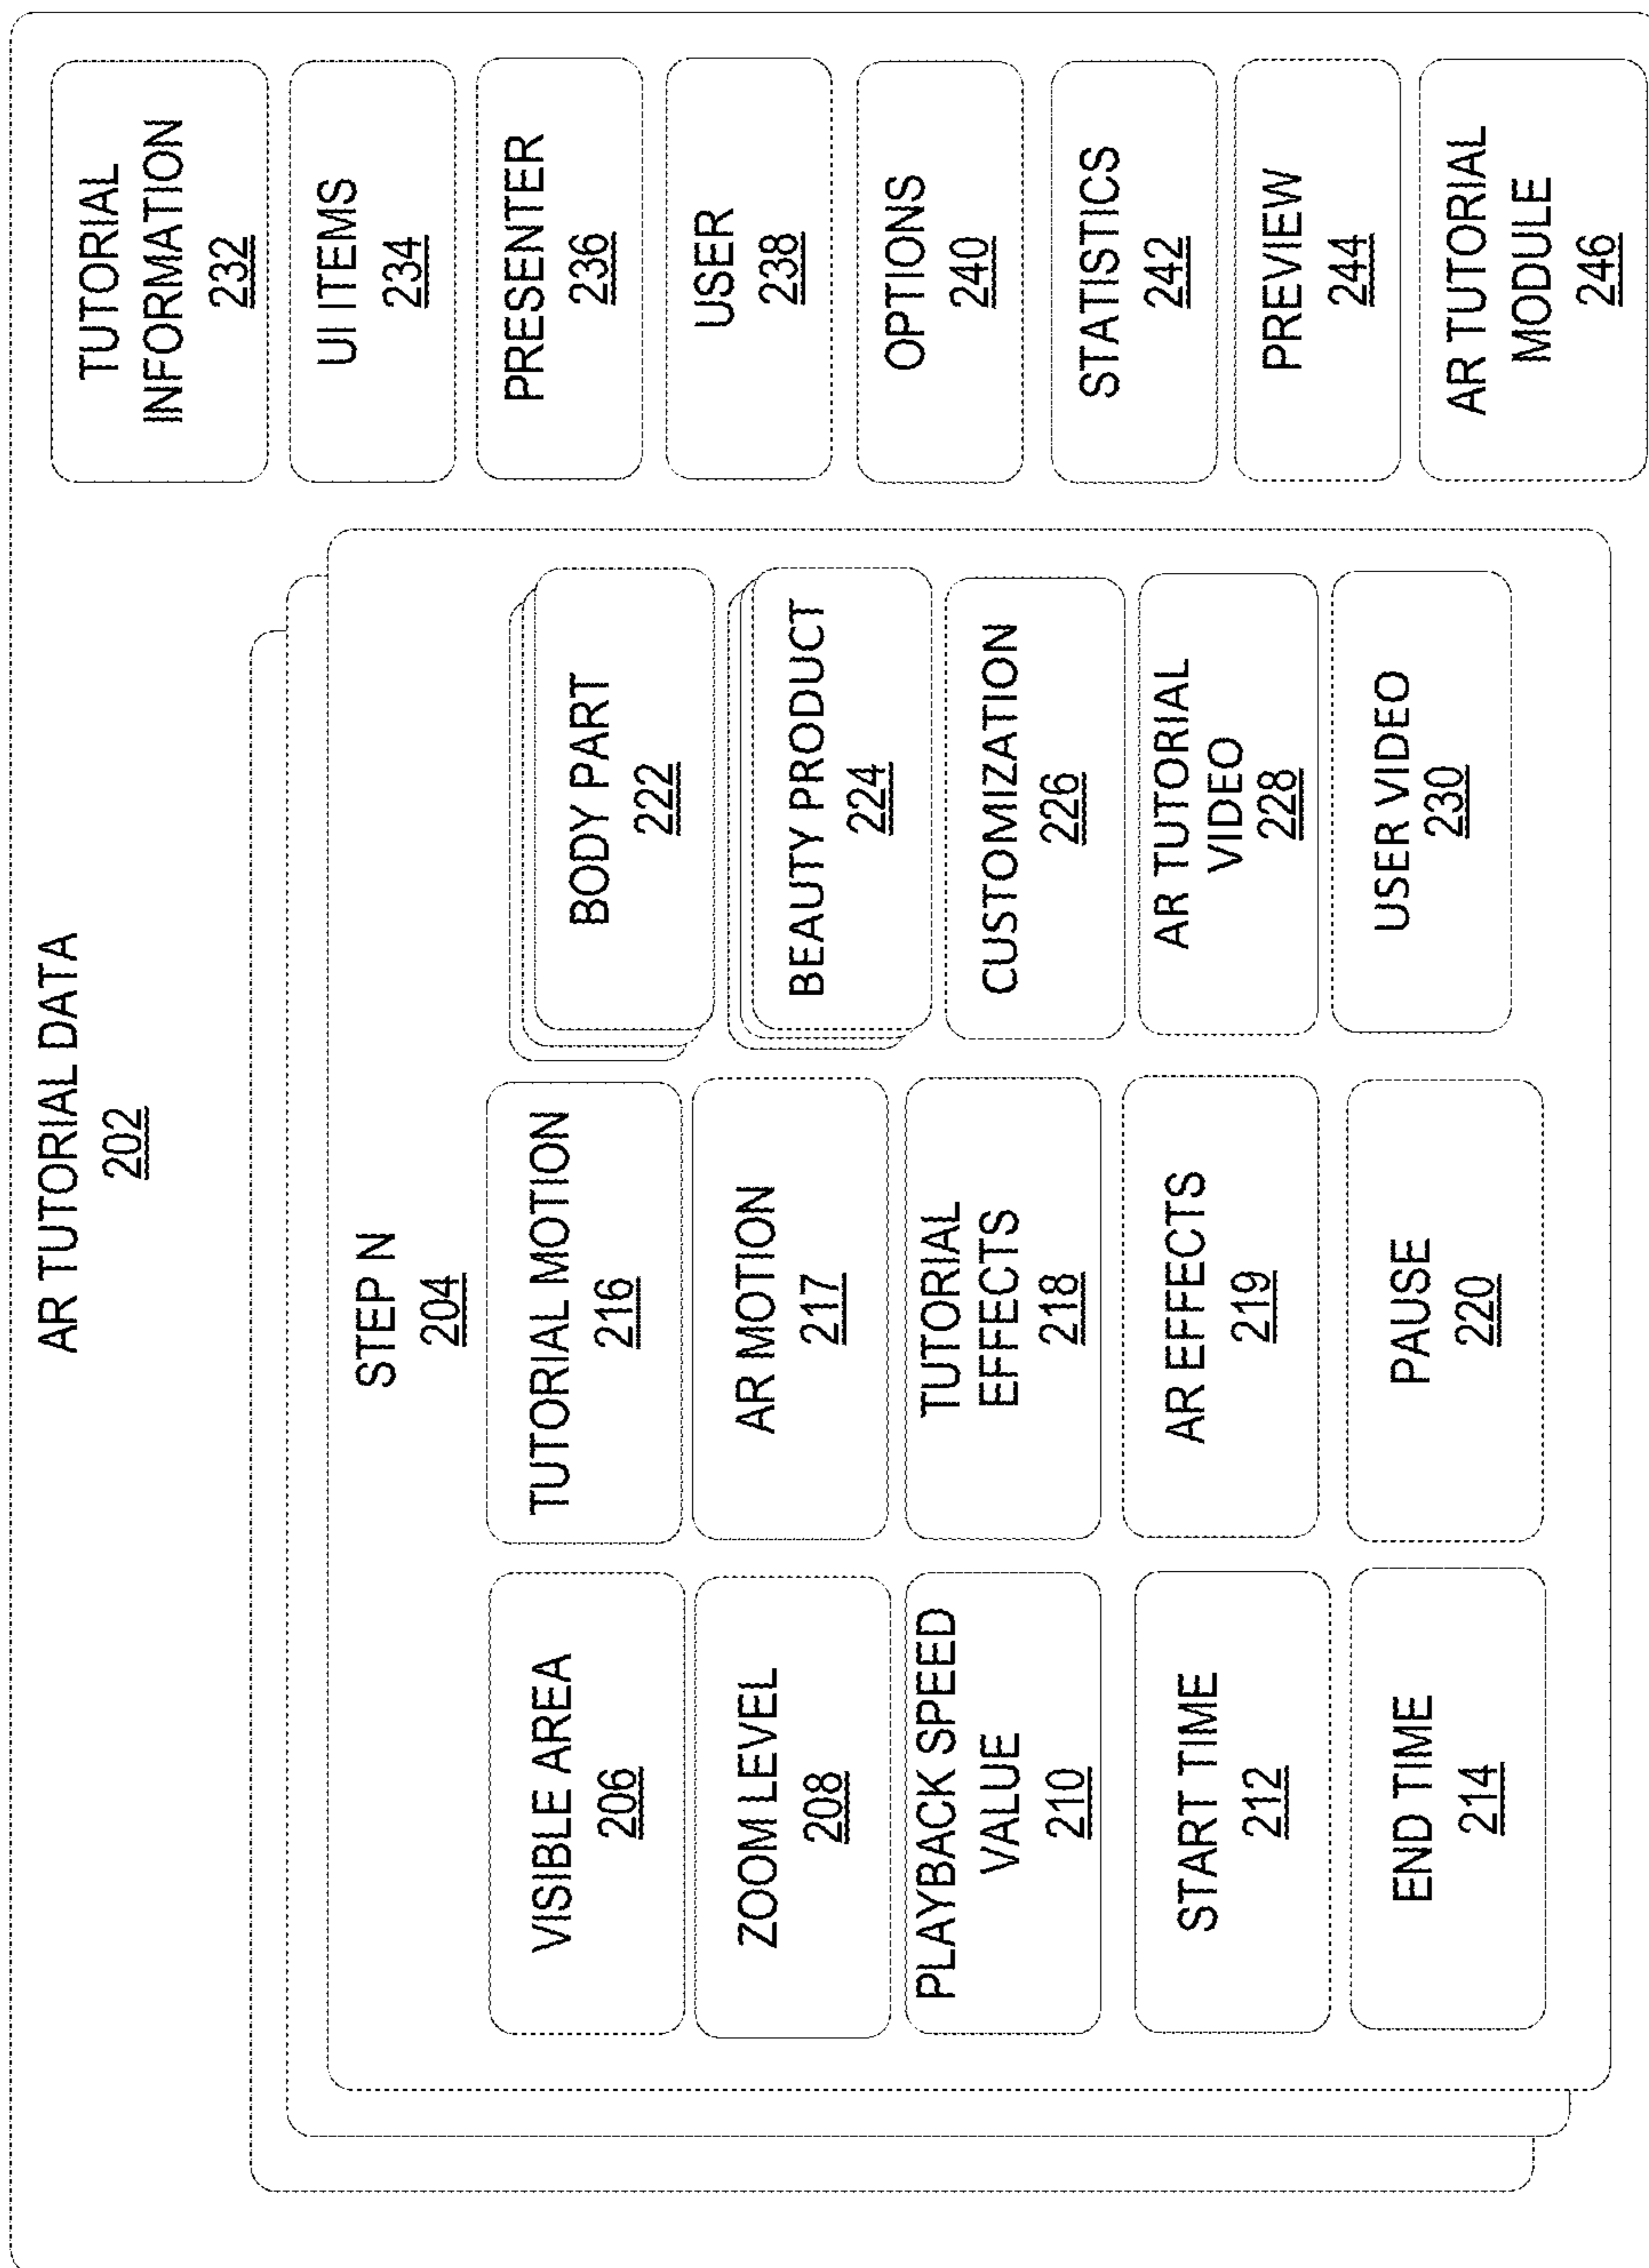 AR TUTORIAL DATA
202
STEP N
204
VISIBLE AREA
206
ZOOM LEVEL
208
PLAYBACK SPEED
VALUE
210
START TIME
212
END TIME
214
TUTORIAL MOTION
216
AR MOTION
217
TUTORIAL
EFFECTS
218
AR EFFECTS
219
PAUSE
220
BODY PART
222
BEAUTY PRODUCT
224
CUSTOMIZATION
226
AR TUTORIAL
VIDEO
228
USER VIDEO
230
TUTORIAL
INFORMATION
232
UI ITEMS
234
PRESENTER
236
USER
238
OPTIONS
240
STATISTICS
242
PREVIEW
244
AR TUTORIAL
MODULE
246